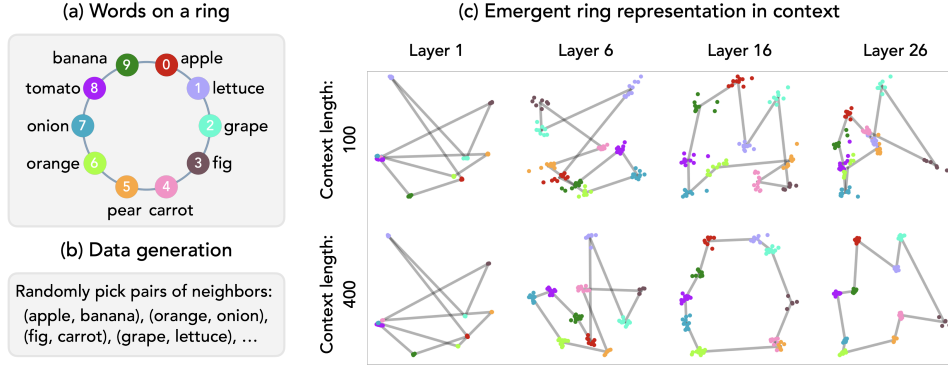 (a) Words on a ring
banana 9 0 apple
tomato 8 1 lettuce
onion 7 2 grape
orange 6 3 fig
5 4
pear carrot
(b) Data generation
Randomly pick pairs of neighbors:
(apple, banana), (orange, onion),
(fig, carrot), (grape, lettuce), …
(c) Emergent ring representation in context
Layer 1 Layer 6 Layer 16 Layer 26
Context length:
100
Context length:
400